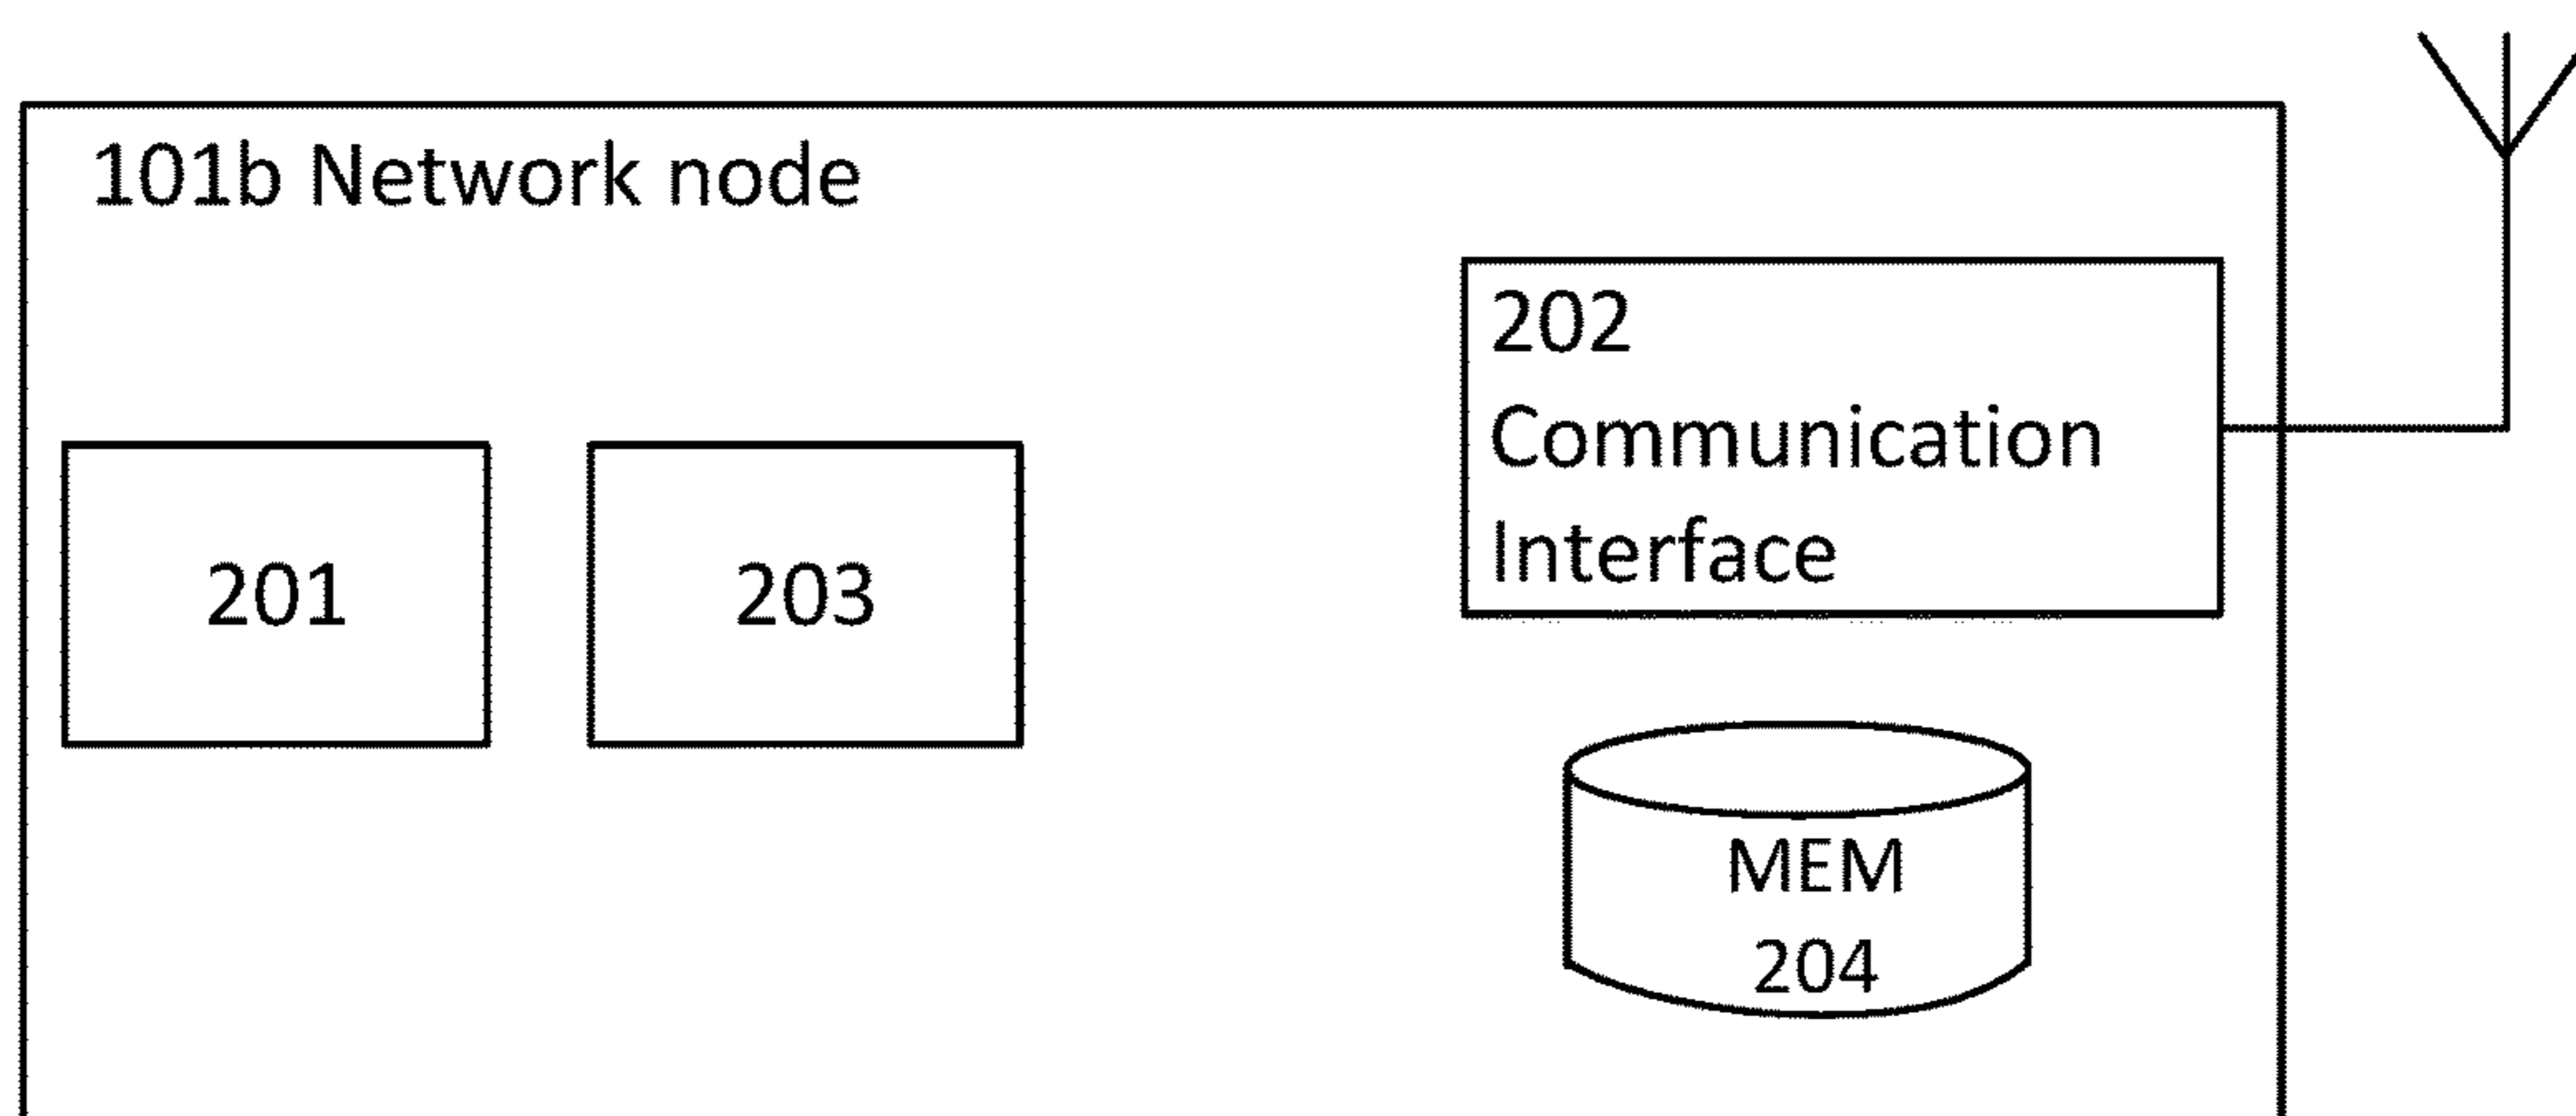 101b Network node
202
Communication
Interface
201
203
MEM
204